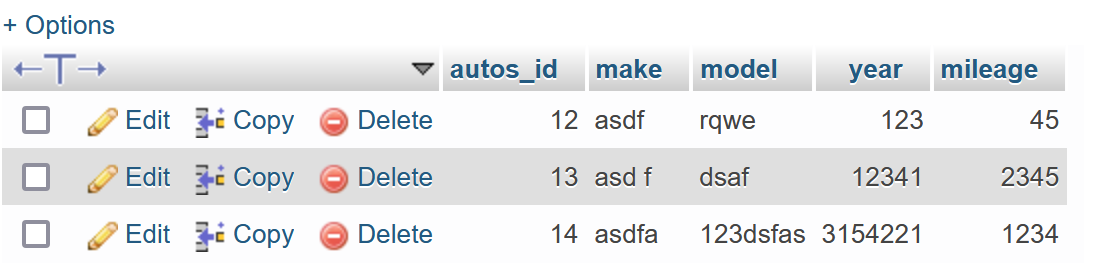 + Options
←T→ autos_id make model year mileage
Edit Copy Delete 12 asdf rqwe 123 45
Edit Copy Delete 13 asd f dsaf 12341 2345
Edit Copy Delete 14 asdfa 123dsfas 3154221 1234